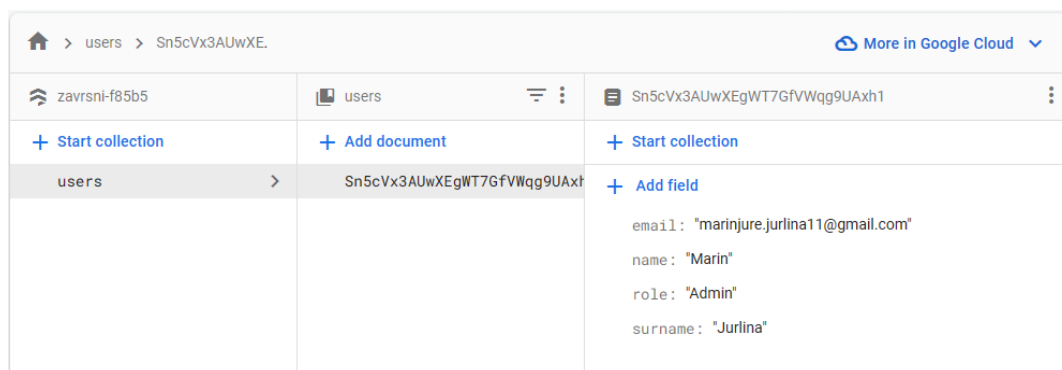 users > Sn5cVx3AUwXE.
More in Google Cloud
zavrsni-f85b5
users
Sn5cVx3AUwXEgWT7GfVWqg9UAxh1
+ Start collection
+ Add document
+ Start collection
users
Sn5cVx3AUwXEgWT7GfVWqg9UAxh
+ Add field
email: "marinjure.jurlina11@gmail.com"
name: "Marin"
role: "Admin"
surname: "Jurlina"